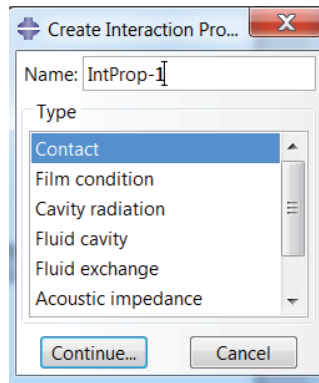 Create Interaction Pro...
Name: IntProp-1
Type
Contact
Film condition
Cavity radiation
Fluid cavity
Fluid exchange
Acoustic impedance
Continue... Cancel